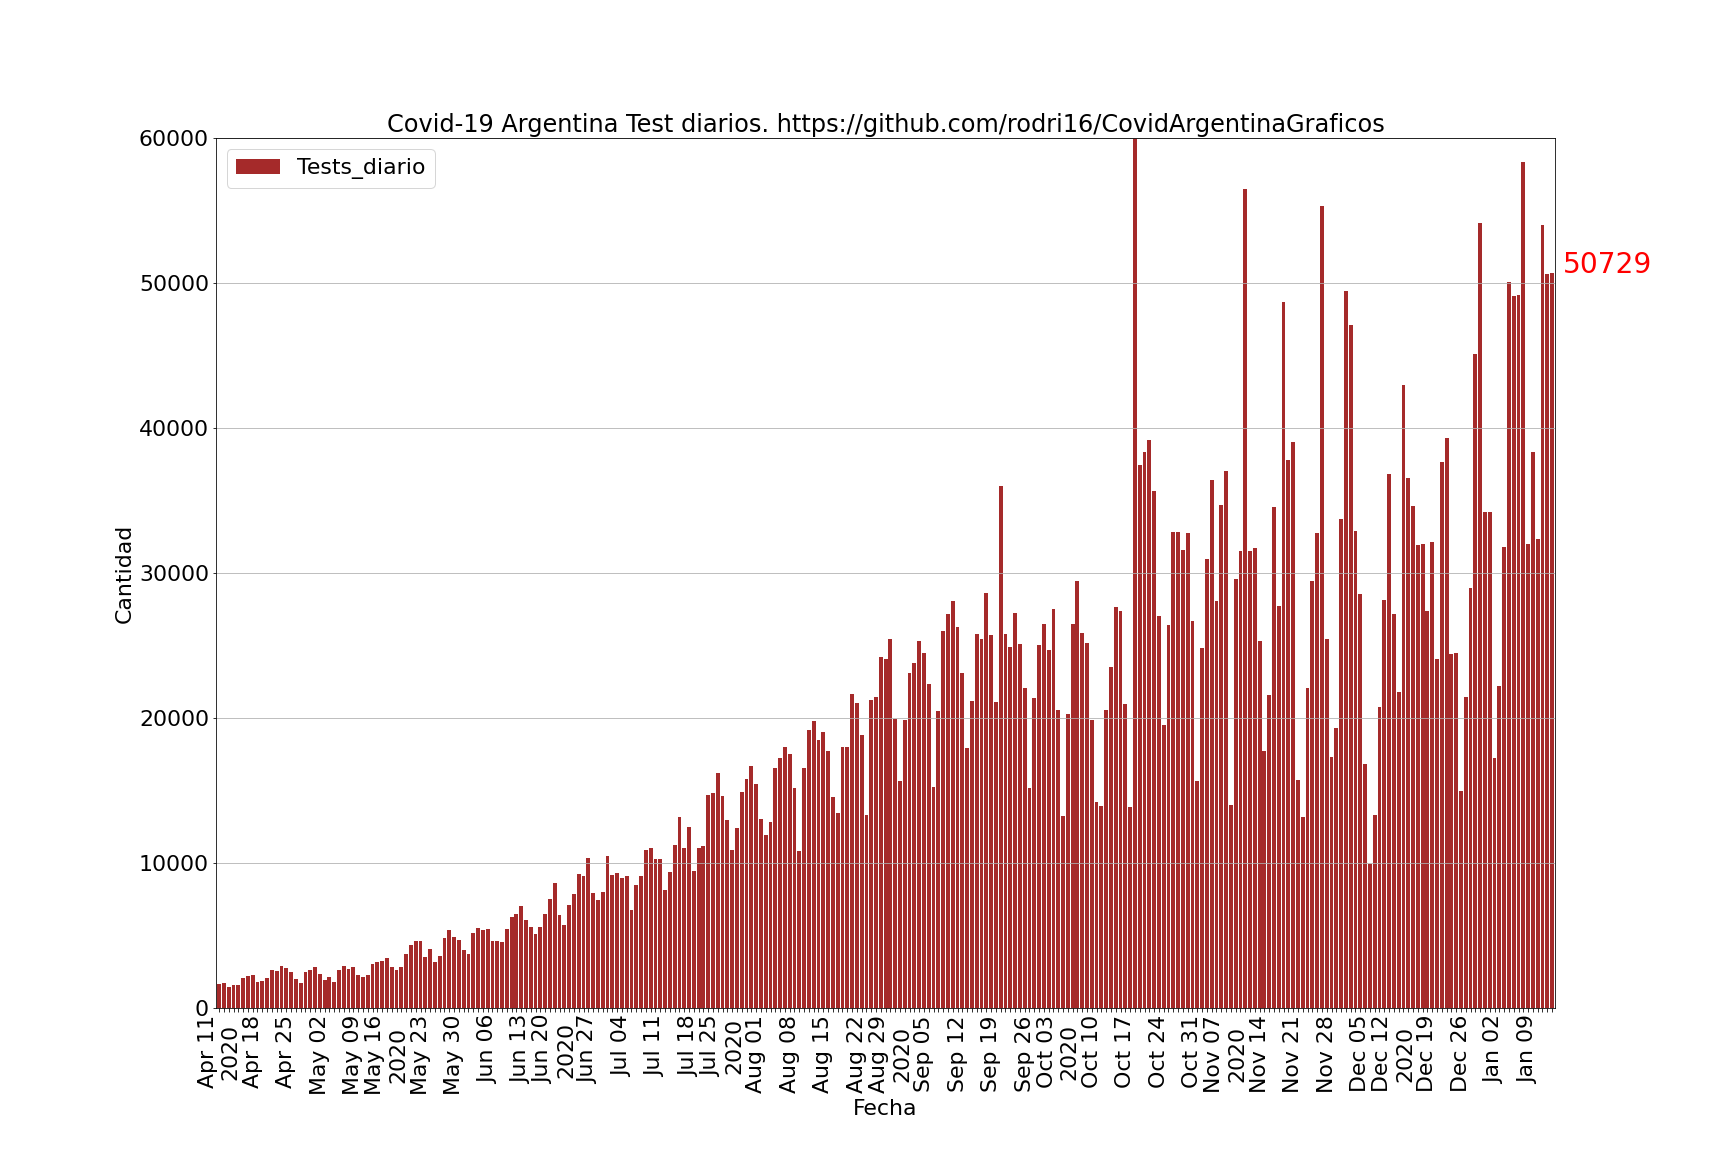 Covid-19 Argentina Test diarios. https://github.com/rodri16/CovidArgentinaGraficos
Tests_diario
60000
50000
40000
30000
20000
10000
0
50729
Cantidad
Apr 11
2020
Apr 18
Apr 25
May 02
May 09
May 16
2020
May 23
May 30
Jun 06
Jun 13
Jun 20
2020
Jun 27
Jul 04
Jul 11
Jul 18
Jul 25
2020
Aug 01
Aug 08
Aug 15
Aug 22
Aug 29
2020
Sep 05
Sep 12
Sep 19
Sep 26
Oct 03
2020
Oct 10
Oct 17
Oct 24
Oct 31
Nov 07
2020
Nov 14
Nov 21
Nov 28
Dec 05
Dec 12
2020
Dec 19
Dec 26
Jan 02
Jan 09
Fecha